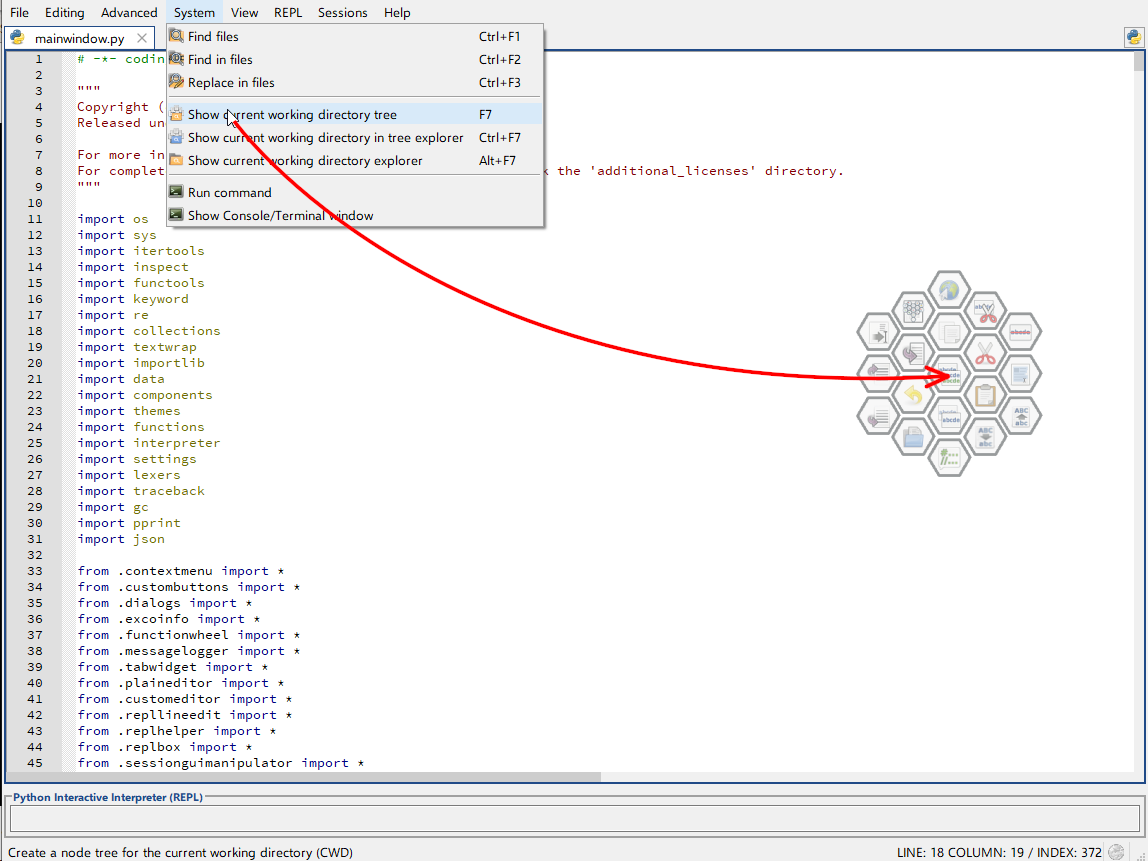 File Editing Advanced System View REPL Sessions Help
mainwindow.py
Find files Ctrl+F1
Find in files Ctrl+F2
Replace in files Ctrl+F3
Show current working directory tree F7
Show current working directory in tree explorer Ctrl+F7
Show current working directory explorer Alt+F7
Run command
Show Console/Terminal window
1 # -*- codin
2
3 """
4 Copyright (
5 Released un
6
7 For more in
8 For complet k the 'additional_licenses' directory.
9 """
10
11 import os
12 import sys
13 import itertools
14 import inspect
15 import functools
16 import keyword
17 import re
18 import collections
19 import textwrap
20 import importlib
21 import data
22 import components
23 import themes
24 import functions
25 import interpreter
26 import settings
27 import lexers
28 import traceback
29 import gc
30 import pprint
31 import json
32
33 from .contextmenu import *
34 from .custombuttons import *
35 from .dialogs import *
36 from .excoinfo import *
37 from .functionwheel import *
38 from .messagelogger import *
39 from .tabwidget import *
40 from .plaineditor import *
41 from .customeditor import *
42 from .repllineedit import *
43 from .replhelper import *
44 from .replbox import *
45 from .sessionguimanipulator import *
Python Interactive Interpreter (REPL)
Create a node tree for the current working directory (CWD) LINE: 18 COLUMN: 19 / INDEX: 372